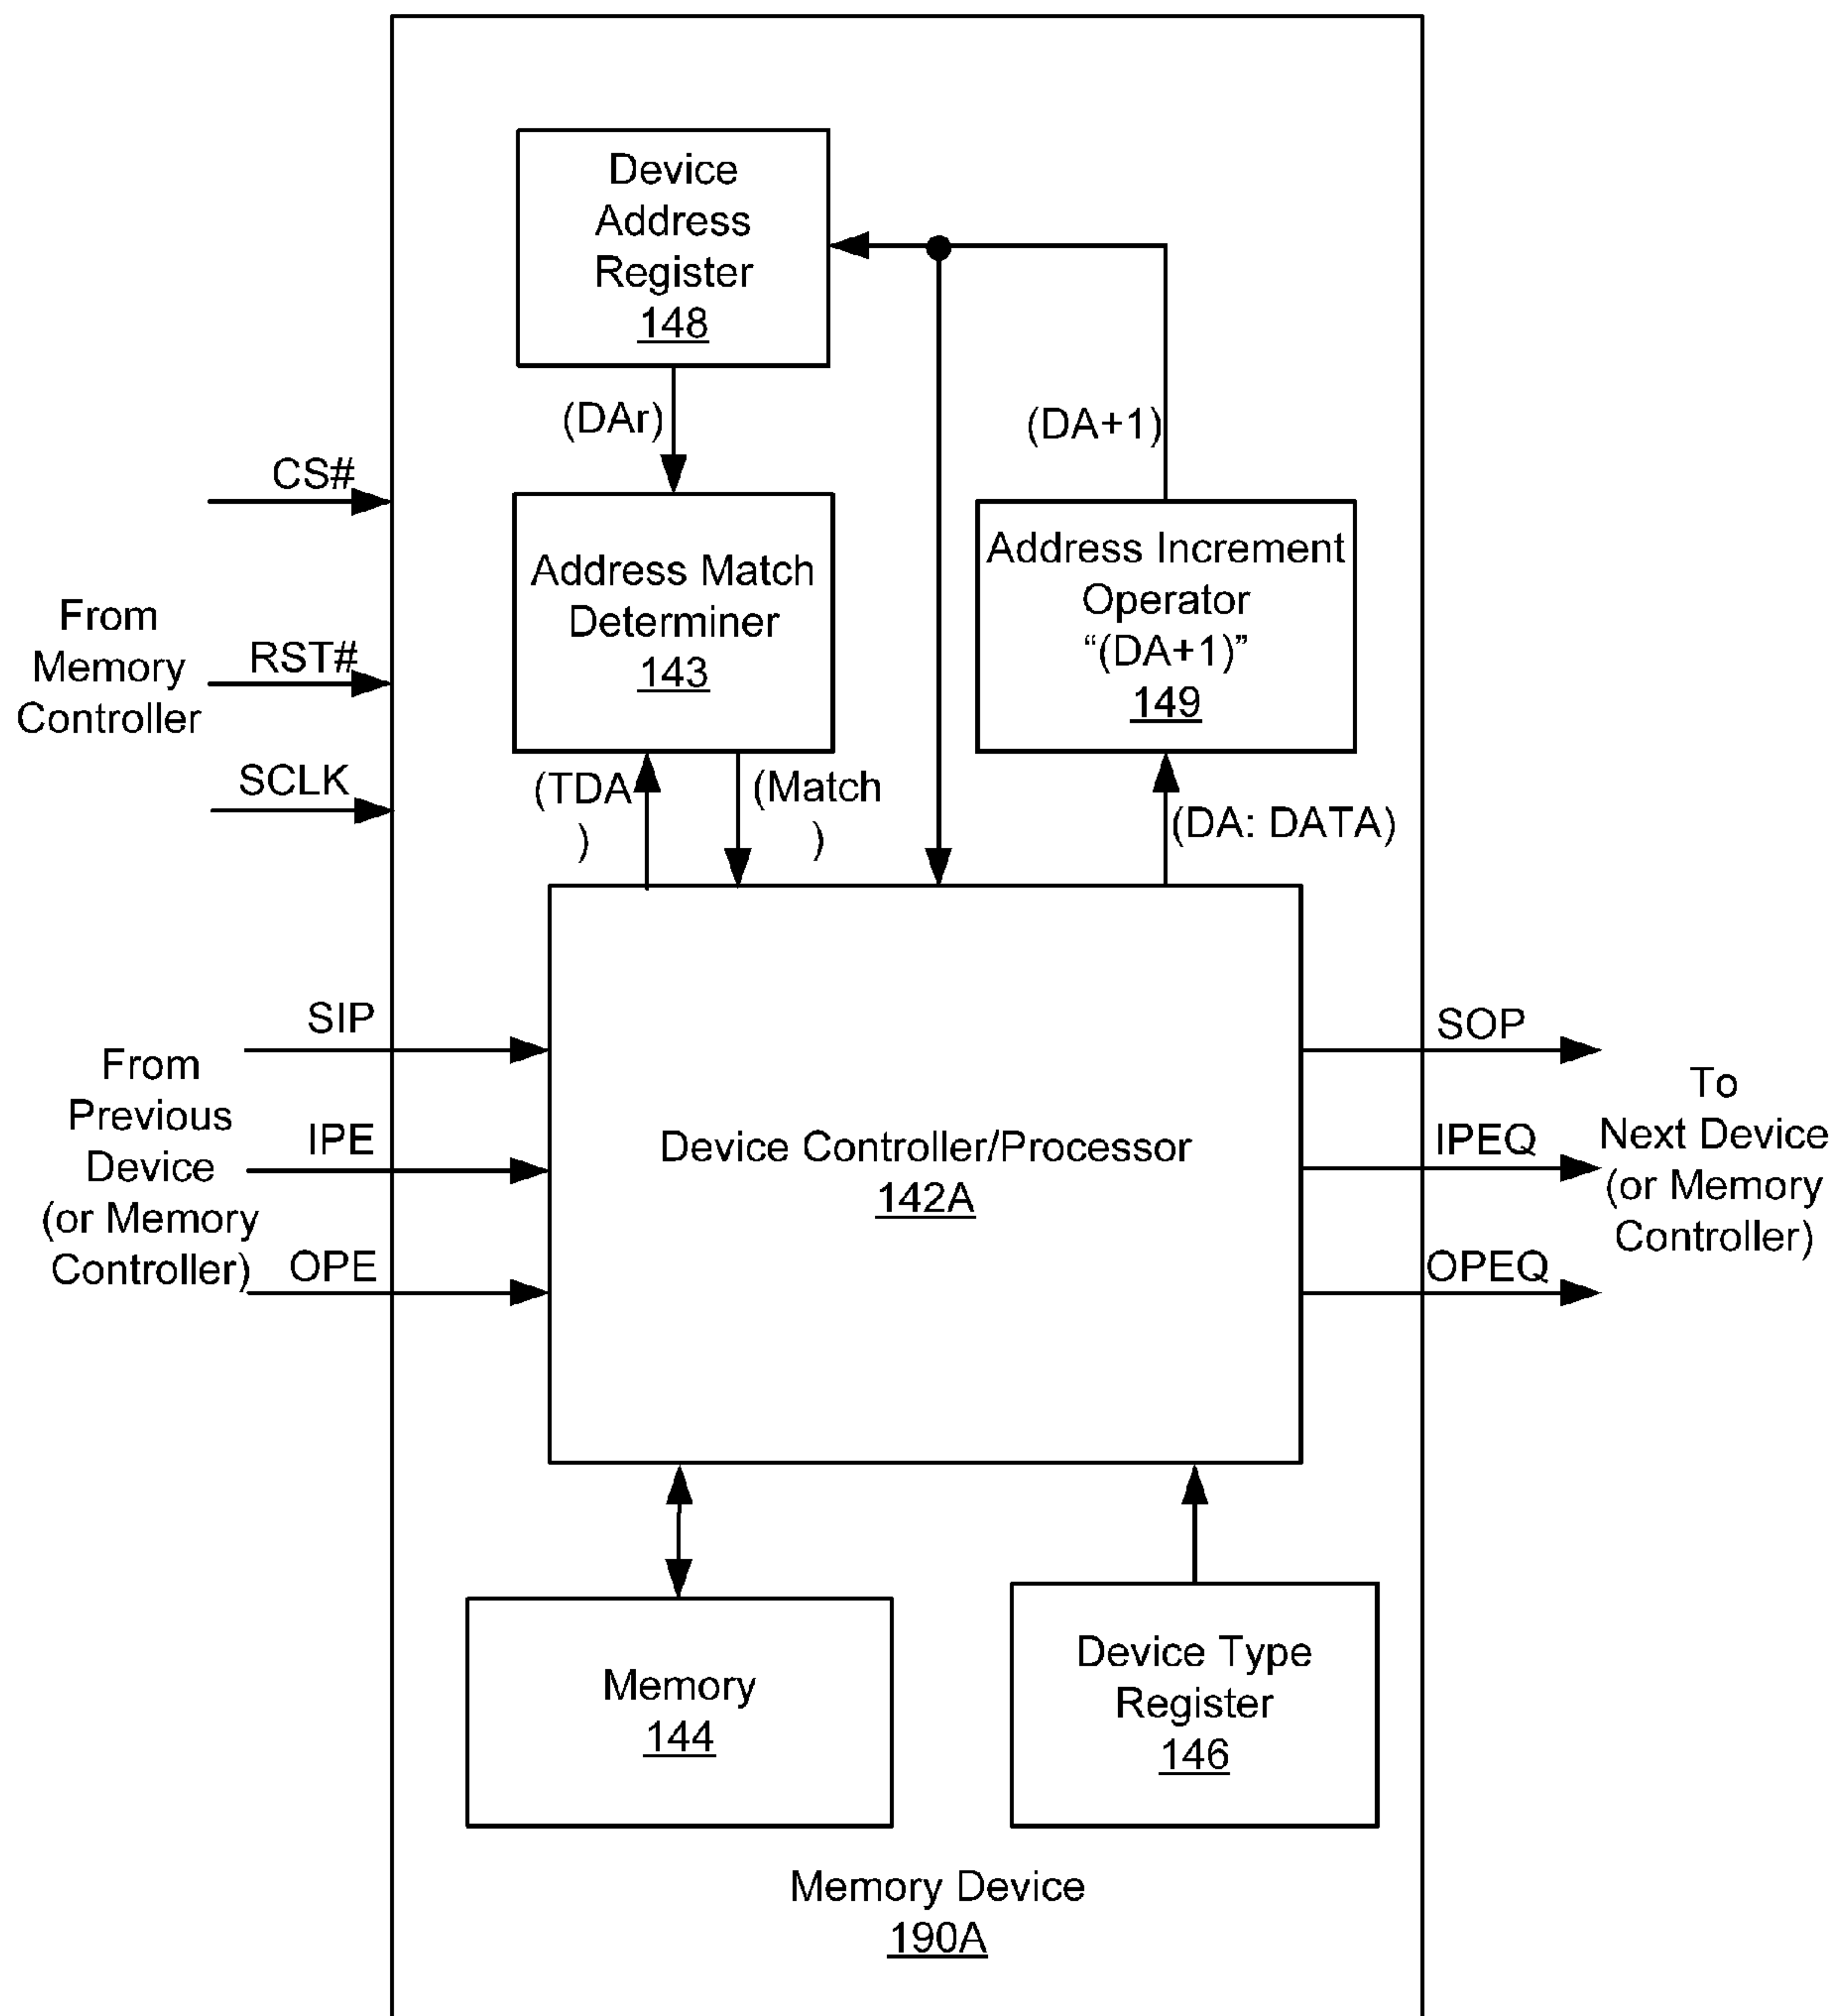 Device
Address
Register
148
(DAr)
(DA+1)
CS#
Address Match
Determiner
143
Address Increment
Operator
“(DA+1)”
149
From
Memory
Controller
RST#
SCLK
(TDA
)
(Match
)
(DA: DATA)
SIP
From
Previous
Device
(or Memory
Controller)
IPE
OPE
Device Controller/Processor
142A
SOP
To
Next Device
(or Memory
Controller)
IPEQ
OPEQ
Memory
144
Device Type
Register
146
Memory Device
190A